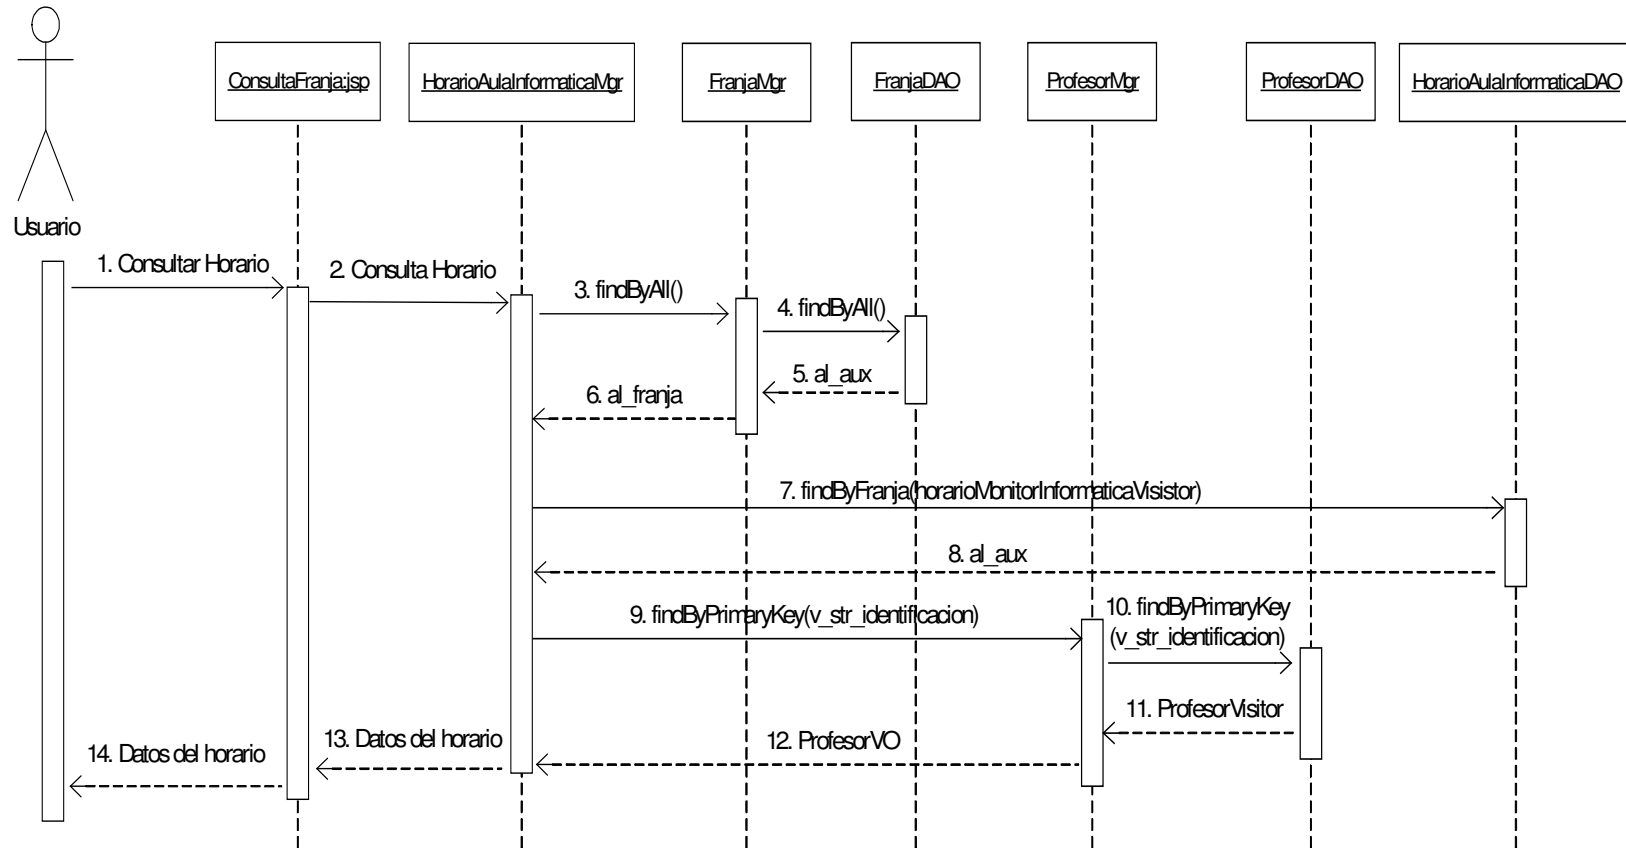 ConsultaFranja.jsp
HorarioAulaInformaticaMgr
FranjaMgr
FranjaDAO
ProfesorMgr
ProfesorDAO
HorarioAulaInformaticaDAO
Usuario
1. Consultar Horario
2. Consulta Horario
3. findByAll()
4. findByAll()
5. al_aux
6. al_franja
7. findByFranja(horarioMonitorInformaticaVisistor)
8. al_aux
9. findByPrimaryKey(v_str_identificacion)
10. findByPrimaryKey
(v_str_identificacion)
11. ProfesorVisitor
12. ProfesorVO
13. Datos del horario
14. Datos del horario